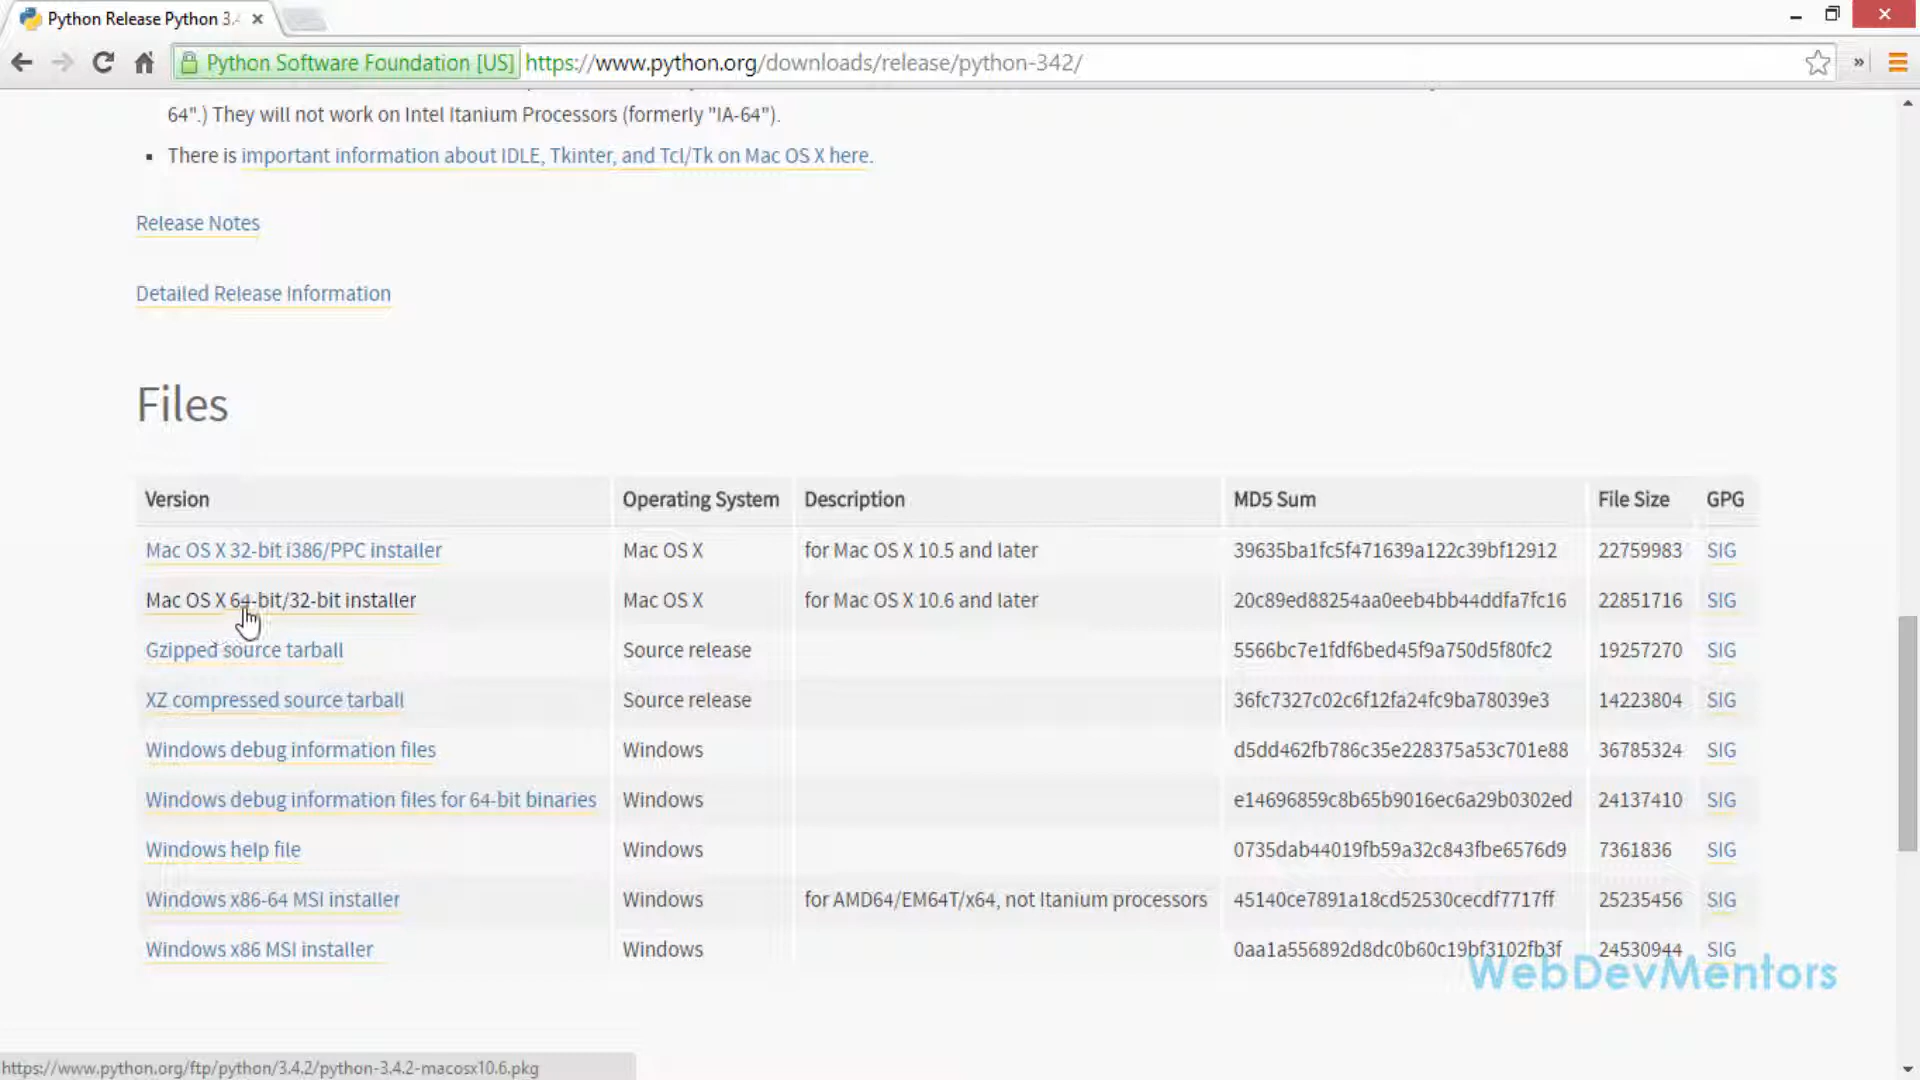 Python Release Python 3.4
Python Software Foundation [US] https://www.python.org/downloads/release/python-342/
64".) They will not work on Intel Itanium Processors (formerly "IA-64").
There is important information about IDLE, Tkinter, and Tcl/Tk on Mac OS X here.
Release Notes
Detailed Release Information
Files
Version Operating System Description MD5 Sum File Size GPG
Mac OS X 32-bit i386/PPC installer Mac OS X for Mac OS X 10.5 and later 39635ba1fc5f471639a122c39bf12912 22759983 SIG
Mac OS X 64-bit/32-bit installer Mac OS X for Mac OS X 10.6 and later 20c89ed88254aa0eeb4bb44ddfa7fc16 22851716 SIG
Gzipped source tarball Source release 5566bc7e1fdf6bed45f9a750d5f80fc2 19257270 SIG
XZ compressed source tarball Source release 36fc7327c02c6f12fa24fc9ba78039e3 14223804 SIG
Windows debug information files Windows d5dd462fb786c35e228375a53c701e88 36785324 SIG
Windows debug information files for 64-bit binaries Windows e14696859c8b65b9016ec6a29b0302ed 24137410 SIG
Windows help file Windows 0735dab44019fb59a32c843fbe6576d9 7361836 SIG
Windows x86-64 MSI installer Windows for AMD64/EM64T/x64, not Itanium processors 45140ce7891a18cd52530cecdf7717ff 25235456 SIG
Windows x86 MSI installer Windows 0aa1a556892d8dc0b60c19bf3102fb3f 24530944 SIG
WebDevMentors
https://www.python.org/ftp/python/3.4.2/python-3.4.2-macosx10.6.pkg